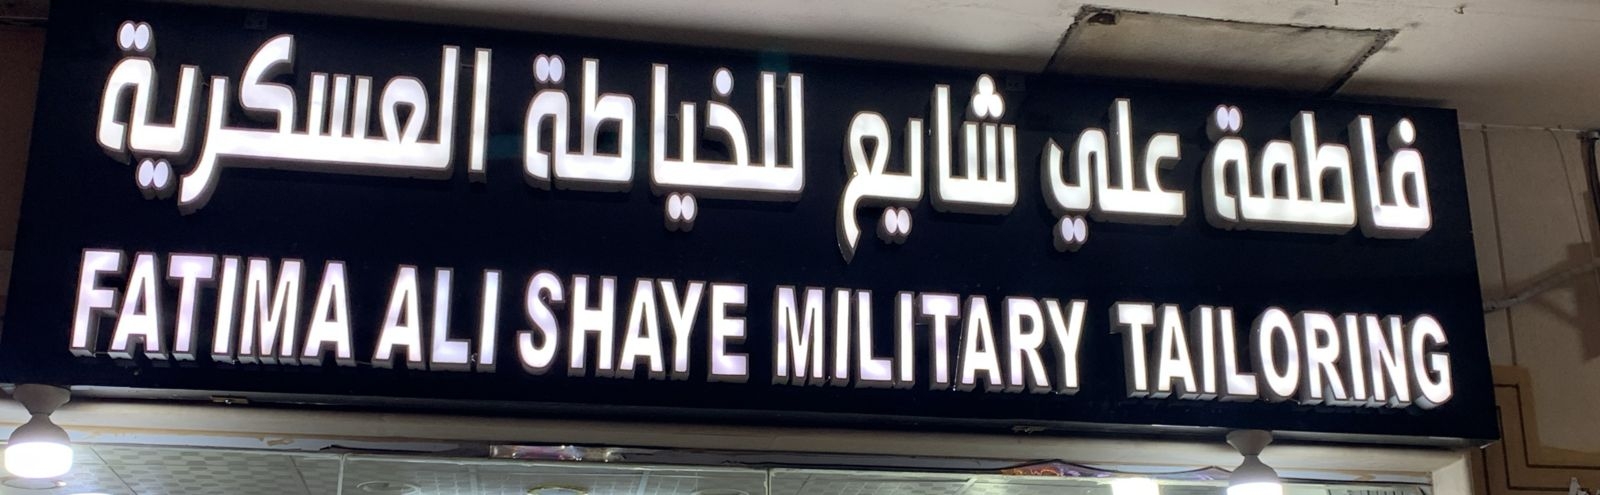 فاطمة علي شايع للخياطة العسكرية
FATIMA ALI SHAYE MILITARY TAILORING